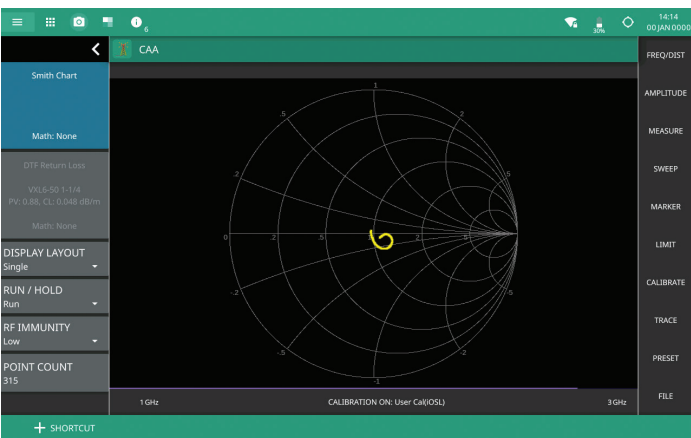 6
30%
14:14
00 JAN 0000
CAA
Smith Chart
Math: None
DTF Return Loss
VXL6-50 1-1/4
PV: 0.88, CL: 0.048 dB/m
Math: None
DISPLAY LAYOUT
Single
RUN / HOLD
Run
RF IMMUNITY
Low
POINT COUNT
315
1
.5
2
.2
5
0
.2
.5
2
5
-.2
-5
-.5
-2
-1
1 GHz
CALIBRATION ON: User Cal(iOSL)
3 GHz
FREQ/DIST
AMPLITUDE
MEASURE
SWEEP
MARKER
LIMIT
CALIBRATE
TRACE
PRESET
FILE
SHORTCUT